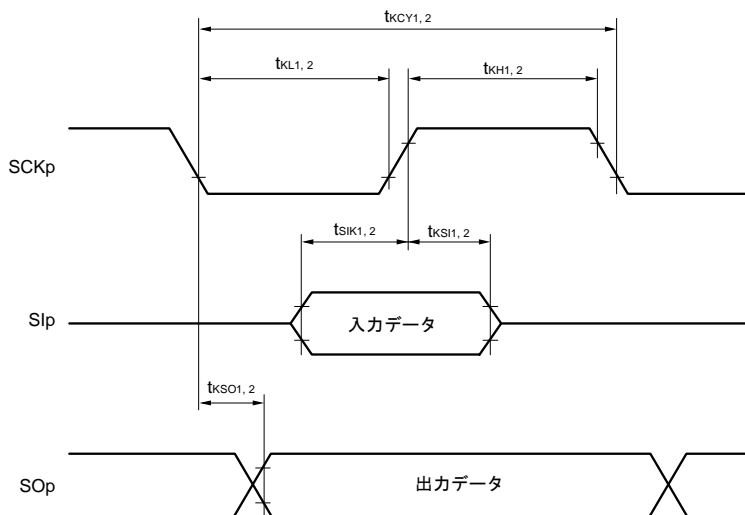 tKCY1, 2
tKL1, 2
tKH1, 2
SCKp
tSIK1, 2
tKSI1, 2
SIp
入力データ
tKSO1, 2
SOp
出力データ